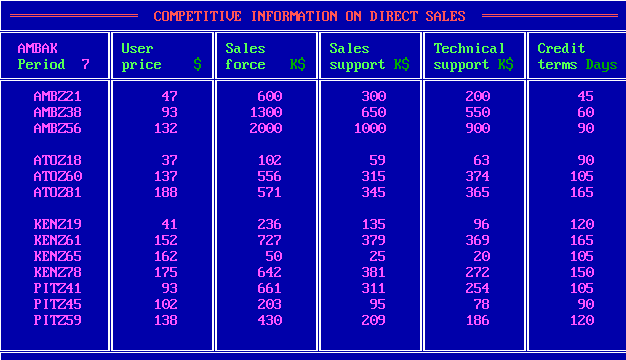 COMPETITIVE INFORMATION ON DIRECT SALES
AMBAK User Sales Sales Technical Credit
Period 7 price $ force K$ support K$ support K$ terms Days
AMBZ21 47 600 300 200 45
AMBZ38 93 1300 650 550 60
AMBZ56 132 2000 1000 900 90
ATOZ18 37 102 59 63 90
ATOZ60 137 556 315 374 105
ATOZ81 188 571 345 365 165
KENZ19 41 236 135 96 120
KENZ61 152 727 379 369 165
KENZ65 162 50 25 20 105
KENZ78 175 642 381 272 150
PITZ41 93 661 311 254 105
PITZ45 102 203 95 78 90
PITZ59 138 430 209 186 120